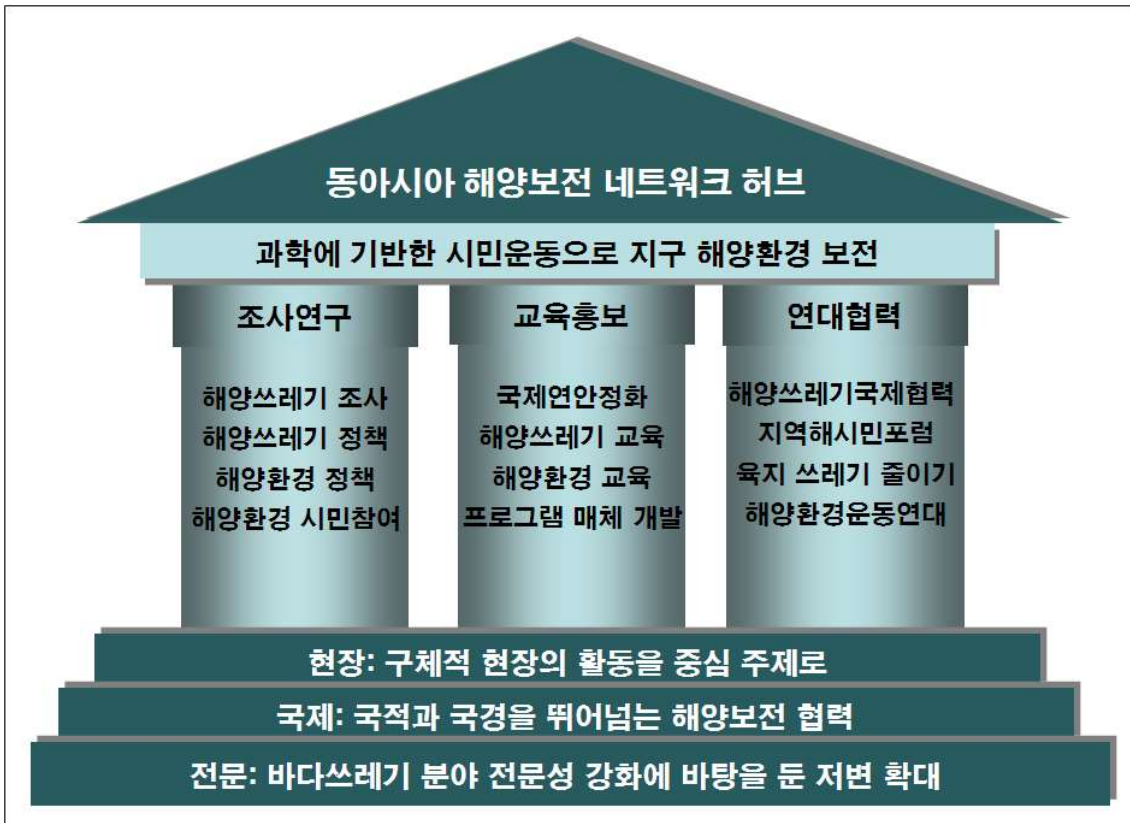 동아시아 해양보전 네트워크 허브
과학에 기반한 시민운동으로 지구 해양환경 보전
조사연구
해양쓰레기 조사
해양쓰레기 정책
해양환경 정책
해양환경 시민참여
교육홍보
국제연안정화
해양쓰레기 교육
해양환경 교육
프로그램 매체 개발
연대협력
해양쓰레기국제협력
지역해시민포럼
육지 쓰레기 줄이기
해양환경운동연대
현장: 구체적 현장의 활동을 중심 주제로
국제: 국적과 국경을 뛰어넘는 해양보전 협력
전문: 바다쓰레기 분야 전문성 강화에 바탕을 둔 저변 확대